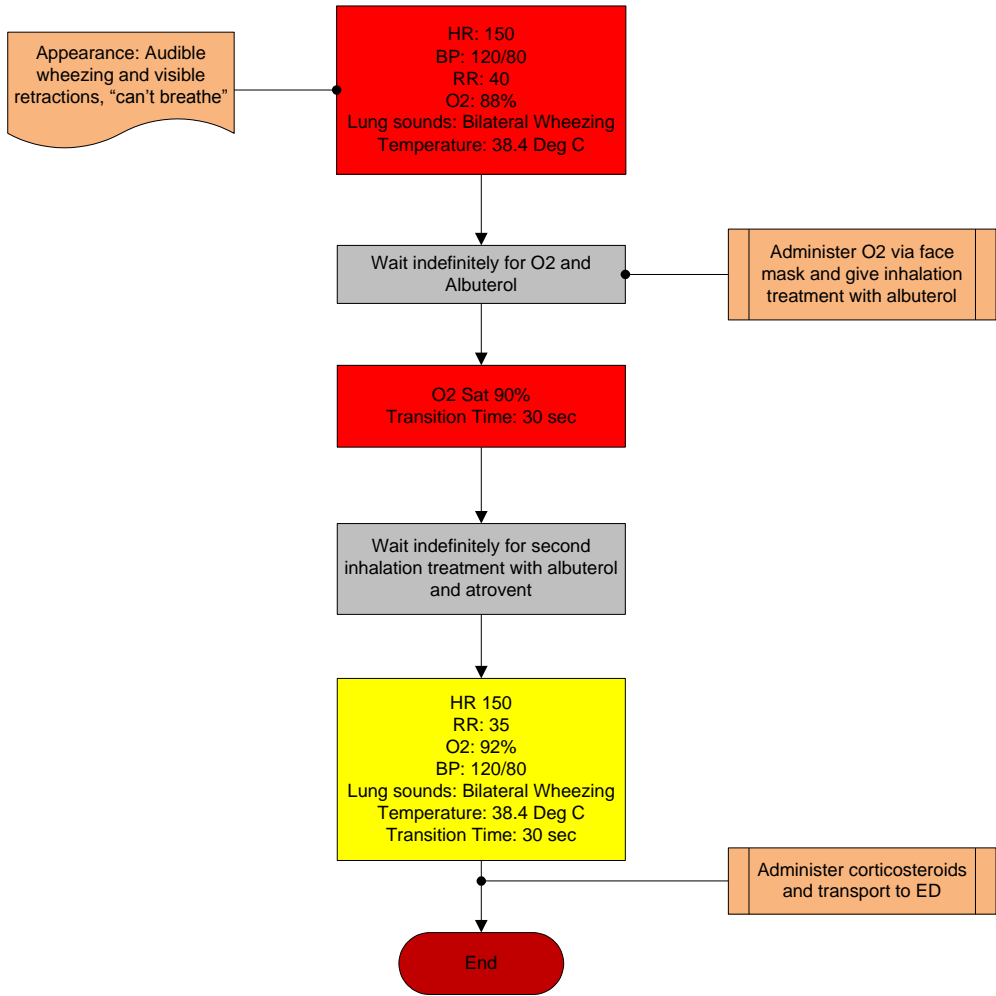 Appearance: Audible
wheezing and visible
retractions, “can’t breathe”
HR: 150
BP: 120/80
RR: 40
O2: 88%
Lung sounds: Bilateral Wheezing
Temperature: 38.4 Deg C
Wait indefinitely for O2 and
Albuterol
Administer O2 via face
mask and give inhalation
treatment with albuterol
O2 Sat 90%
Transition Time: 30 sec
Wait indefinitely for second
inhalation treatment with albuterol
and atrovent
HR 150
RR: 35
O2: 92%
BP: 120/80
Lung sounds: Bilateral Wheezing
Temperature: 38.4 Deg C
Transition Time: 30 sec
Administer corticosteroids
and transport to ED
End